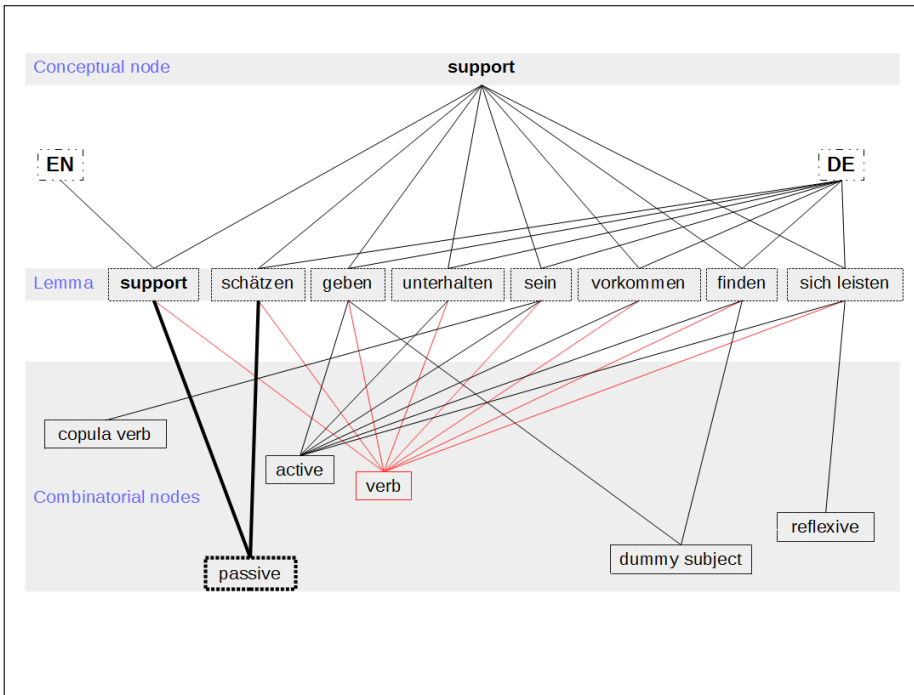 Conceptual node support
EN DE
Lemma support schätzen geben unterhalten sein vorkommen finden sich leisten
copula verb
active
verb
Combinatorial nodes
reflexive
dummy subject
passive